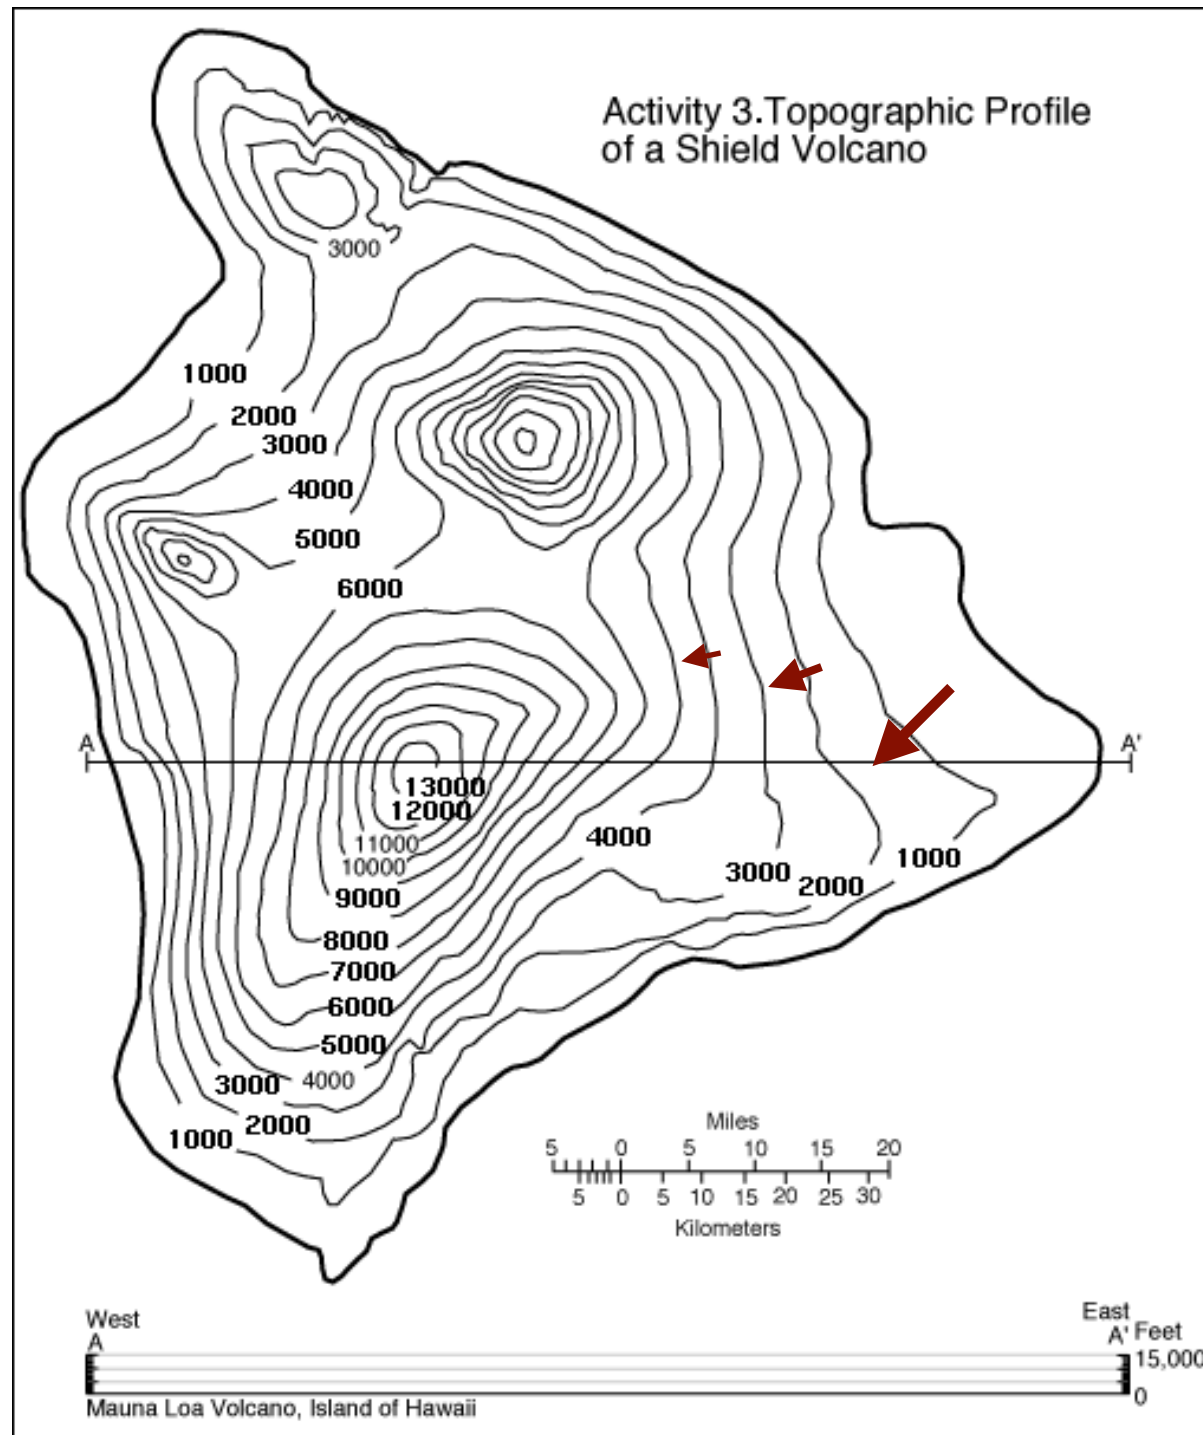 Activity 3.Topographic Profile
of a Shield Volcano
3000
1000
2000
3000
4000
5000
6000
A
A'
13000
12000
11000
10000
9000
8000
7000
6000
5000
4000
3000
2000
1000
4000
3000
2000
1000
Miles
5 0 5 10 15 20
5 0 5 10 15 20 25 30
Kilometers
West
A
East
A' Feet
15,000
0
Mauna Loa Volcano, Island of Hawaii